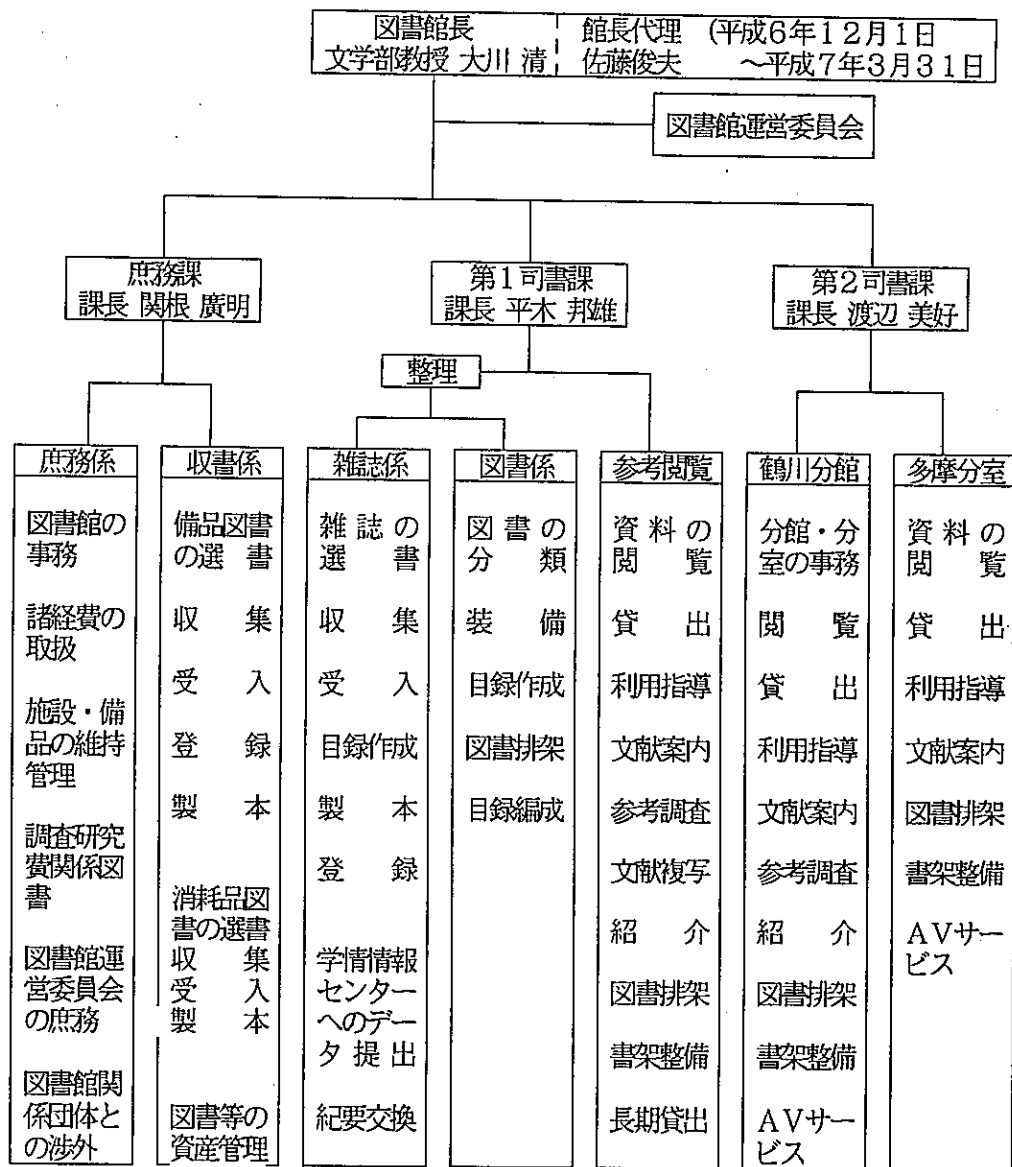 図書館長
文学部教授 大川 清
館長代理 (平成6年12月1日
佐藤俊夫 ～平成7年3月31日
図書館運営委員会
庶務課
課長 関根 廣明
第1司書課
課長 平木 邦雄
第2司書課
課長 渡辺 美好
整理
庶務係
図書館の
事務
諸経費の
取扱
施設・備
品の維持
管理
調査研究
費関係図
書
図書館運
営委員会
の庶務
図書館関
係団体と
の渉外
収書係
備品図書
の選書
収 集
受 入
登 録
製 本
消耗品図
書の選書
収 集
受 入
製 本
図書等の
資産管理
雑誌係
雑誌の
選 書
収 集
受 入
目録作成
製 本
登 録
学情情報
センター
へのデー
タ提出
紀要交換
図書係
図書の
分 類
装 備
目録作成
図書排架
目録編成
参考閲覧
資料の
閲 覧
貸 出
利用指導
文献案内
参考調査
文献複写
紹 介
図書排架
書架整備
長期貸出
鶴川分館
分館・分
室の事務
閲 覧
貸 出
利用指導
文献案内
参考調査
紹 介
図書排架
書架整備
AVサー
ビス
多摩分室
資料の
閲 覧
貸 出
利用指導
文献案内
図書排架
書架整備
AVサー
ビス